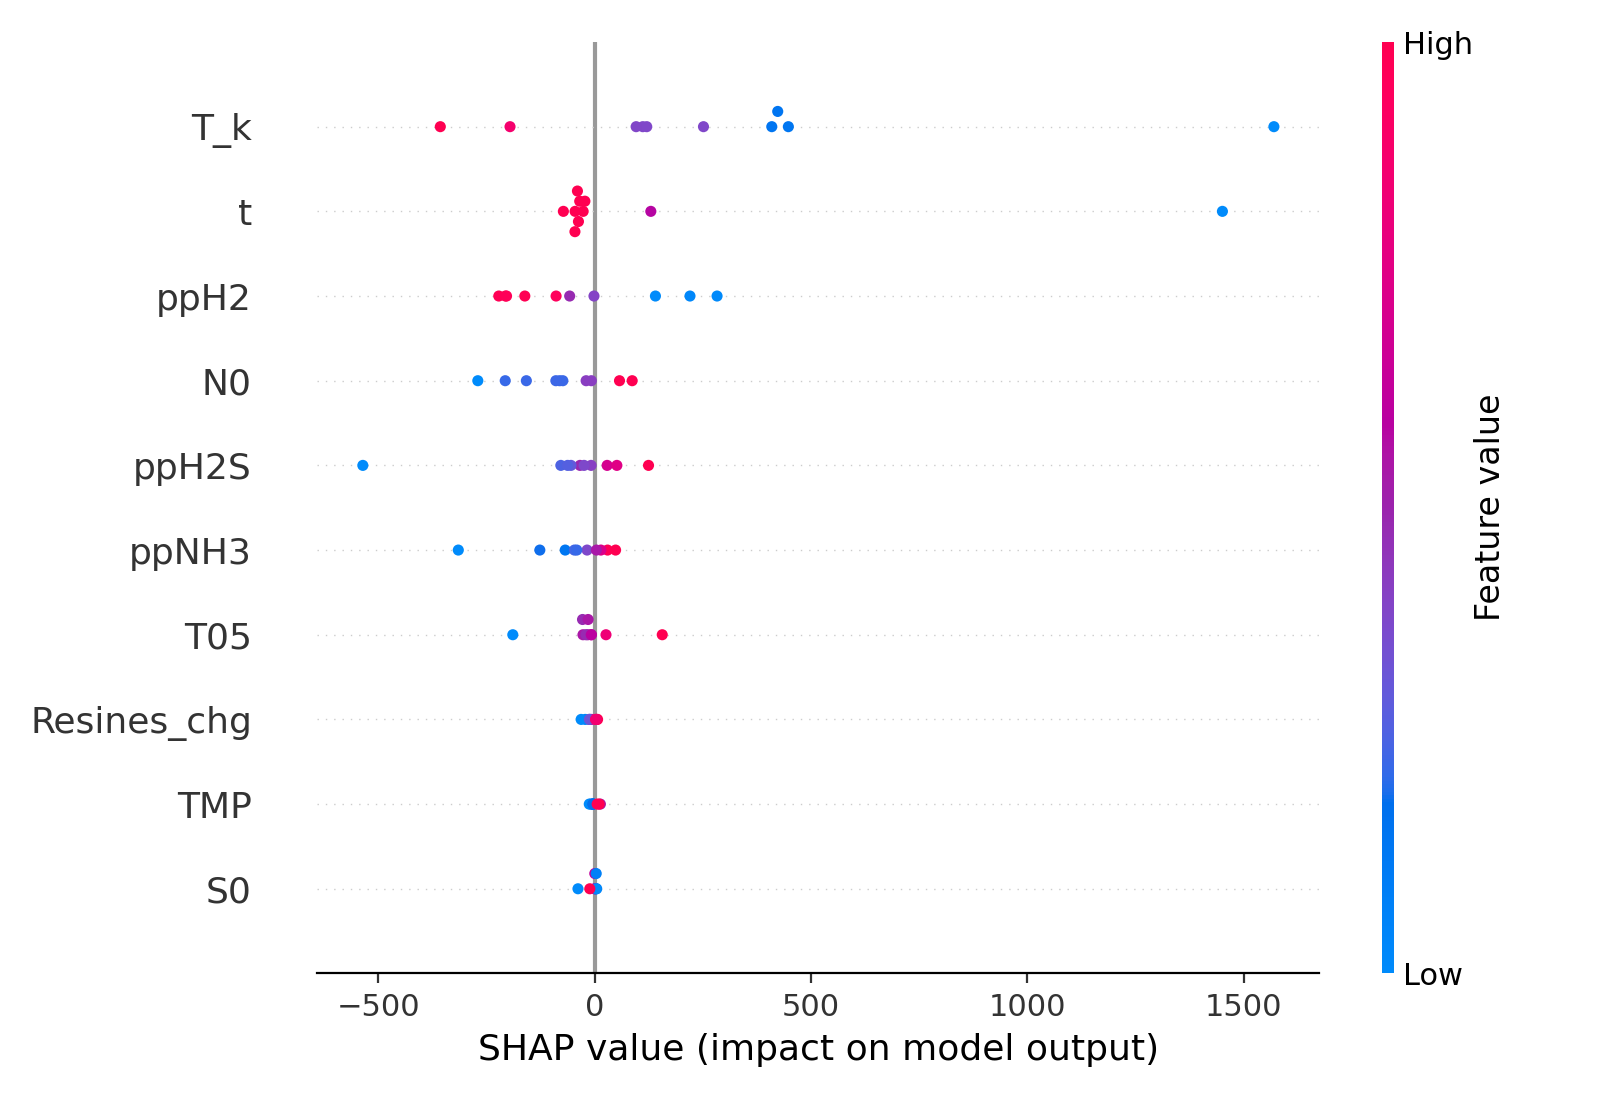 High
T_k
t
ppH2
N0
ppH2S
ppNH3
T05
Resines_chg
TMP
S0
Feature value
Low
−500 0 500 1000 1500
SHAP value (impact on model output)